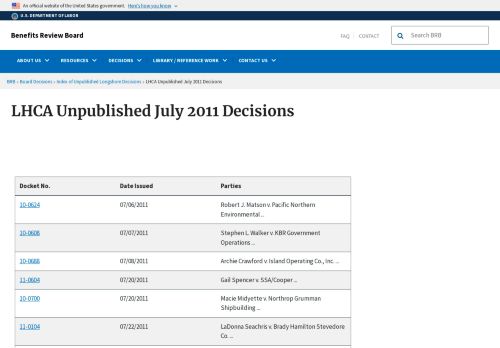 An official website of the United States government. Here's how you know
U.S. DEPARTMENT OF LABOR
Benefits Review Board
FAQ
CONTACT
Search BRB
ABOUT US
RESOURCES
DECISIONS
LIBRARY / REFERENCE WORK
CONTACT US
BRB › Board Decisions › Index of Unpublished Longshore Decisions › LHCA Unpublished July 2011 Decisions
LHCA Unpublished July 2011 Decisions
Docket No. Date Issued Parties
10-0624 07/06/2011 Robert J. Matson v. Pacific Northern
Environmental ...
10-0608 07/07/2011 Stephen L. Walker v. KBR Government
Operations ...
10-0688 07/08/2011 Archie Crawford v. Island Operating Co., Inc. ...
11-0604 07/20/2011 Gail Spencer v. SSA/Cooper ...
10-0700 07/20/2011 Macie Midyette v. Northrop Grumman
Shipbuilding ...
11-0104 07/22/2011 LaDonna Seachris v. Brady Hamilton Stevedore
Co. ...